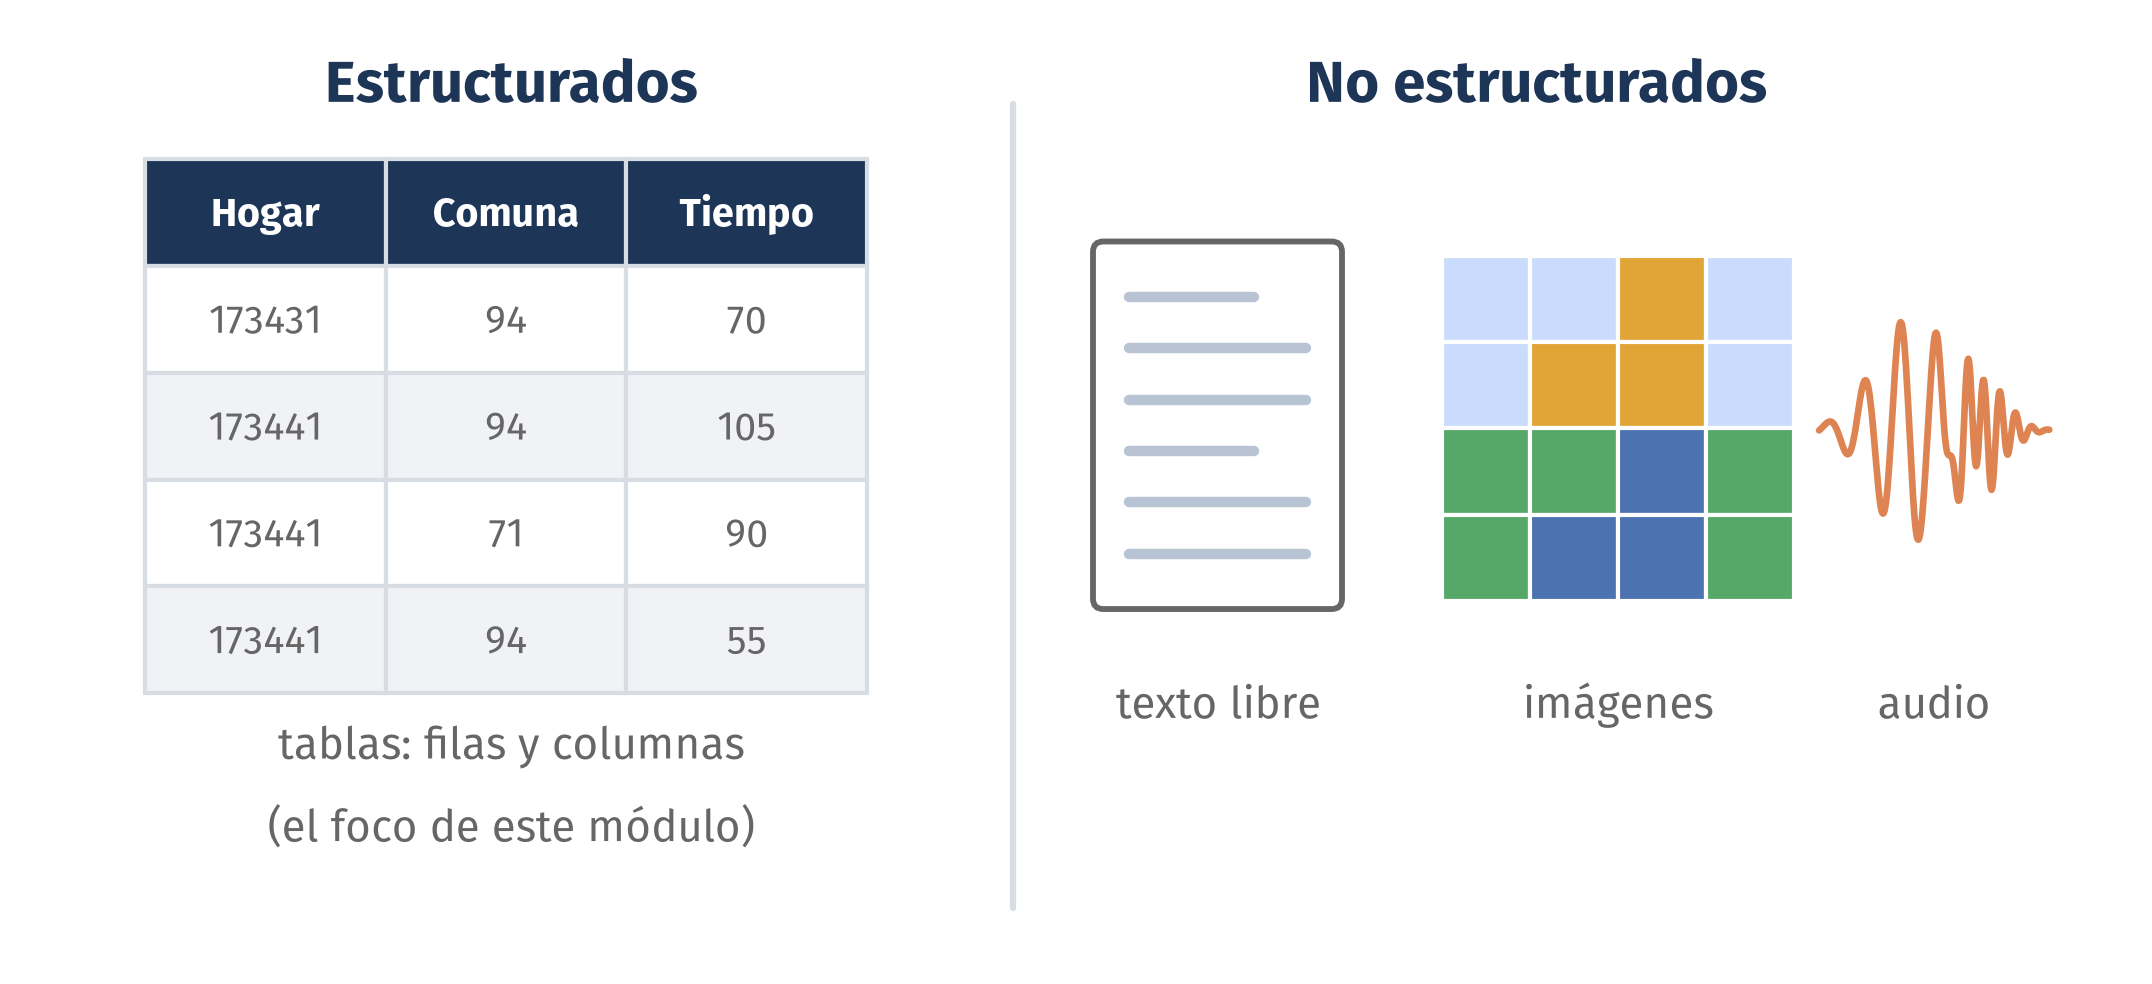 Estructurados
Hogar Comuna Tiempo
173431 94 70
173441 94 105
173441 71 90
173441 94 55
tablas: filas y columnas
(el foco de este módulo)
No estructurados
texto libre
imágenes
audio